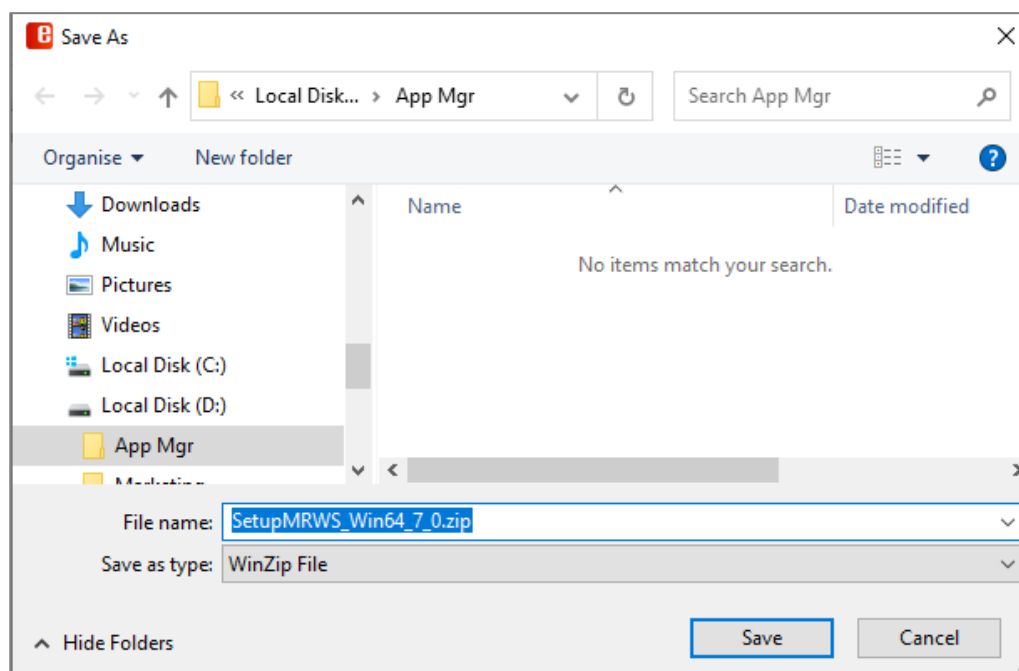 Save As
« Local Disk... › App Mgr
Search App Mgr
Organise
New folder
Downloads
Music
Pictures
Videos
Local Disk (C:)
Local Disk (D:)
App Mgr
Marketing
Name
Date modified
No items match your search.
File name: SetupMRWS_Win64_7_0.zip
Save as type: WinZip File
Hide Folders
Save
Cancel